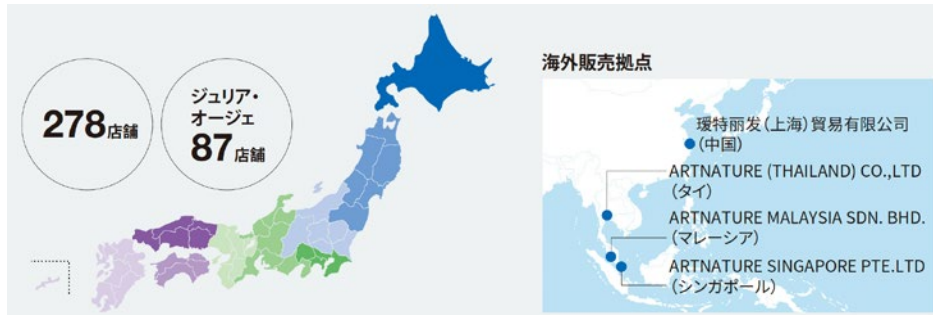 278店舗
ジュリア・
オージェ
87店舗
海外販売拠点
瑷特丽发(上海)貿易有限公司
(中国)
ARTNATURE (THAILAND) CO.,LTD
(タイ)
ARTNATURE MALAYSIA SDN. BHD.
(マレーシア)
ARTNATURE SINGAPORE PTE.LTD
(シンガポール)